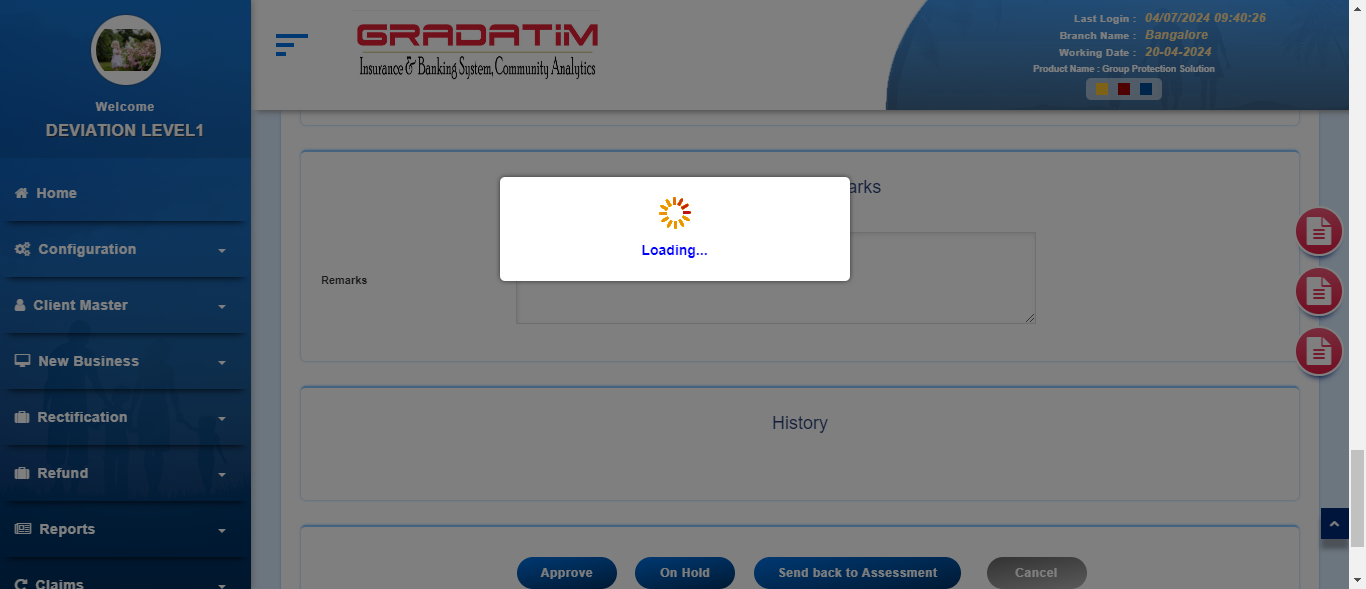 Welcome
DEVIATION LEVEL1
Home
Configuration
Client Master
New Business
Rectification
Refund
Reports
Claims
GRADATIM
Insurance & Banking System, Community Analytics
Last Login : 04/07/2024 09:40:26
Branch Name : Bangalore
Working Date : 20-04-2024
Product Name : Group Protection Solution
arks
Loading...
Remarks
History
Approve
On Hold
Send back to Assessment
Cancel